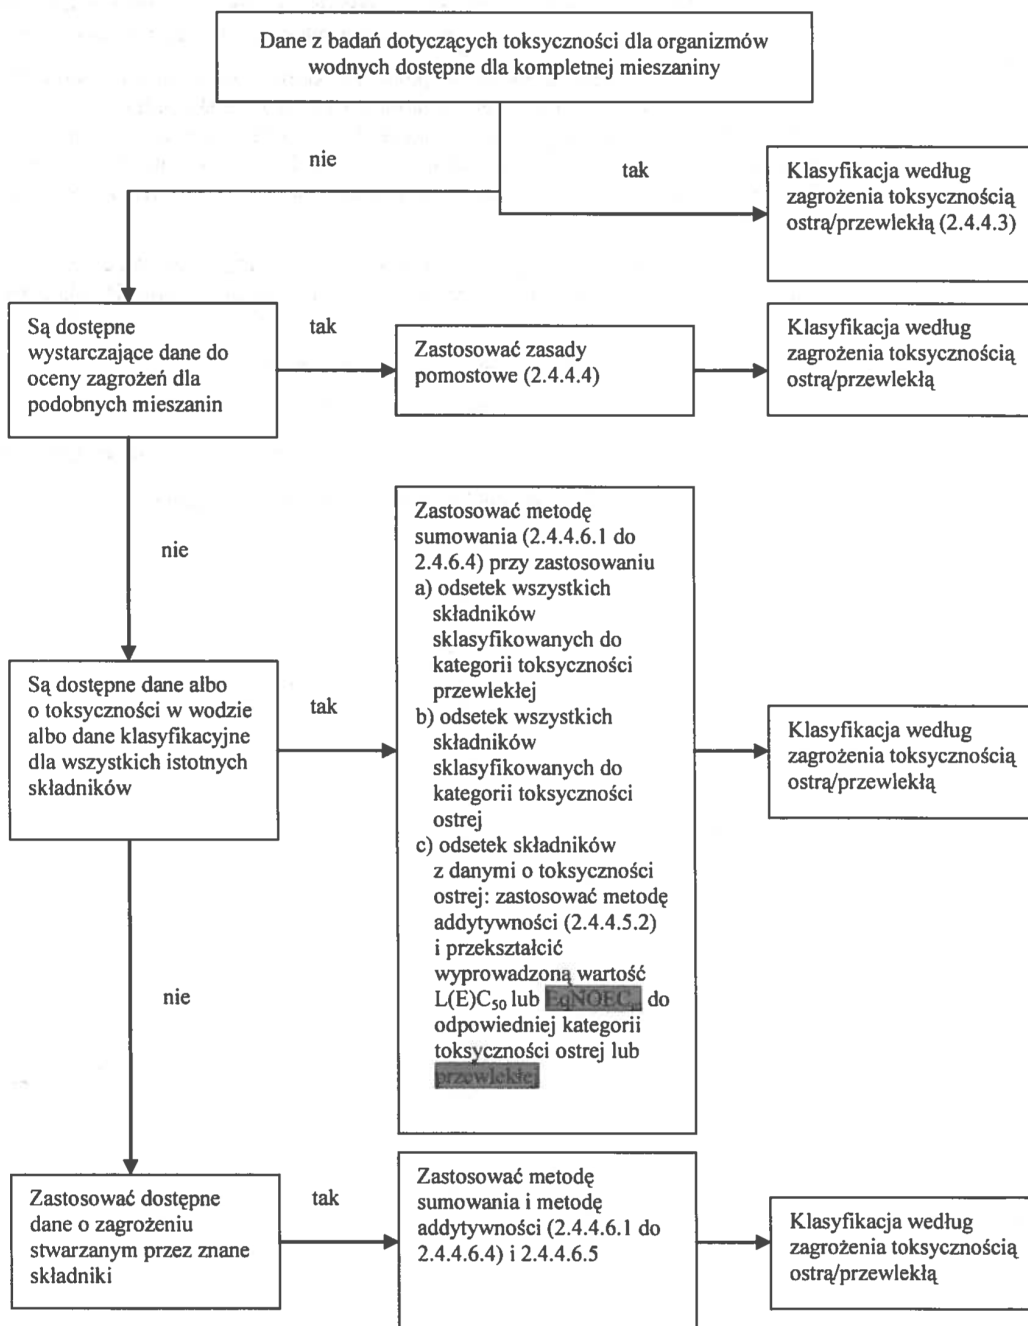 Dane z badań dotyczących toksyczności dla organizmów
wodnych dostępne dla kompletnej mieszaniny
nie
tak
Klasyfikacja według
zagrożenia toksycznością
ostrą/przewlekłą (2.4.4.3)
Są dostępne
wystarczające dane do
oceny zagrożeń dla
podobnych mieszanin
tak
Zastosować zasady
pomostowe (2.4.4.4)
Klasyfikacja według
zagrożenia toksycznością
ostrą/przewlekłą
nie
Zastosować metodę
sumowania (2.4.4.6.1 do
2.4.6.4) przy zastosowaniu
a) odsetek wszystkich
składników
sklasyfikowanych do
kategorii toksyczności
przewlekłej
b) odsetek wszystkich
składników
sklasyfikowanych do
kategorii toksyczności
ostrej
c) odsetek składników
z danymi o toksyczności
ostrej: zastosować metodę
addytywności (2.4.4.5.2)
i przekształcić
wyprowadzoną wartość
L(E)C₅₀ lub EqNOECₘ do
odpowiedniej kategorii
toksyczności ostrej lub
przewlekłej
Są dostępne dane albo
o toksyczności w wodzie
albo dane klasyfikacyjne
dla wszystkich istotnych
składników
tak
Klasyfikacja według
zagrożenia toksycznością
ostrą/przewlekłą
nie
Zastosować dostępne
dane o zagrożeniu
stwarzanym przez znane
składniki
tak
Zastosować metodę
sumowania i metodę
addytywności (2.4.4.6.1 do
2.4.4.6.4) i 2.4.4.6.5
Klasyfikacja według
zagrożenia toksycznością
ostrą/przewlekłą